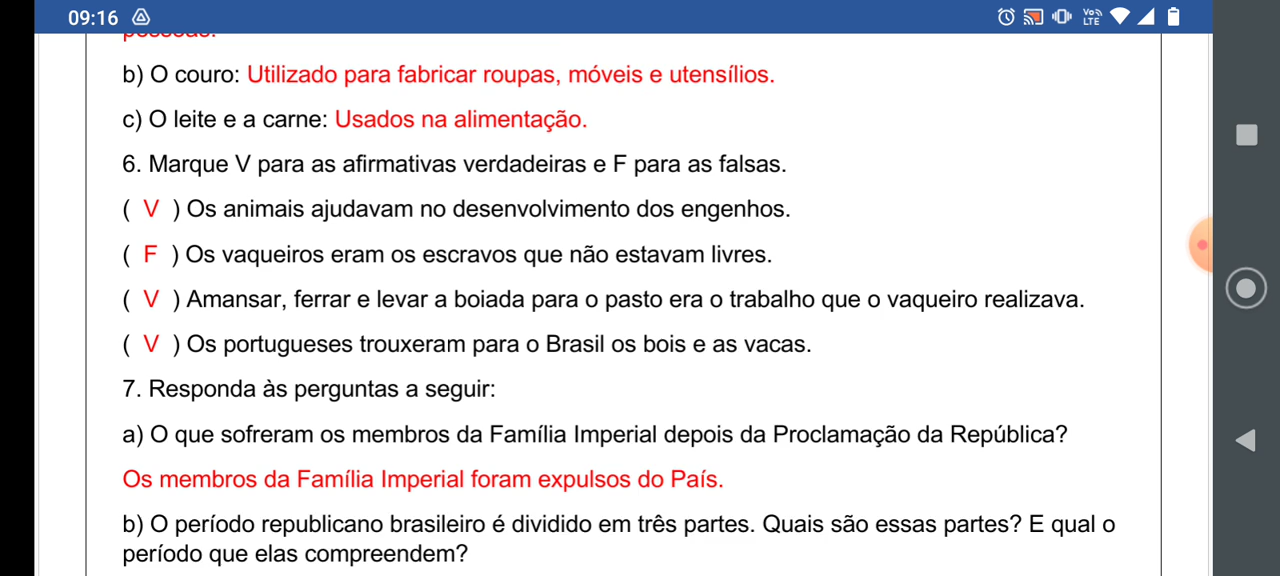 09:16
Vo
LTE
b) O couro: Utilizado para fabricar roupas, móveis e utensílios.
c) O leite e a carne: Usados na alimentação.
6. Marque V para as afirmativas verdadeiras e F para as falsas.
( V ) Os animais ajudavam no desenvolvimento dos engenhos.
( F ) Os vaqueiros eram os escravos que não estavam livres.
( V ) Amansar, ferrar e levar a boiada para o pasto era o trabalho que o vaqueiro realizava.
( V ) Os portugueses trouxeram para o Brasil os bois e as vacas.
7. Responda às perguntas a seguir:
a) O que sofreram os membros da Família Imperial depois da Proclamação da República?
Os membros da Família Imperial foram expulsos do País.
b) O período republicano brasileiro é dividido em três partes. Quais são essas partes? E qual o
período que elas compreendem?